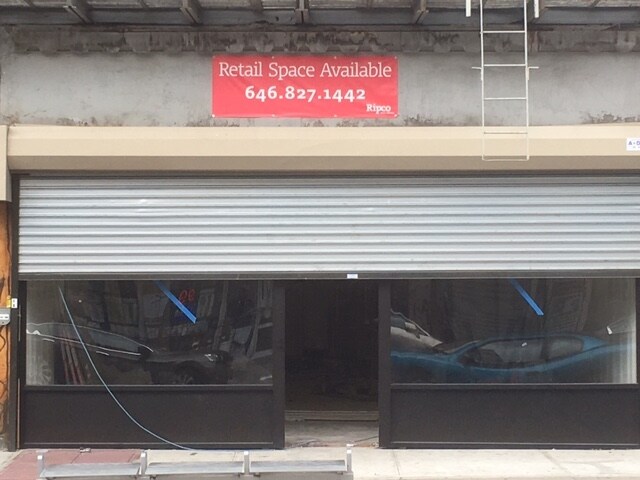 Retail Space Available
646.827.1442
Ripco